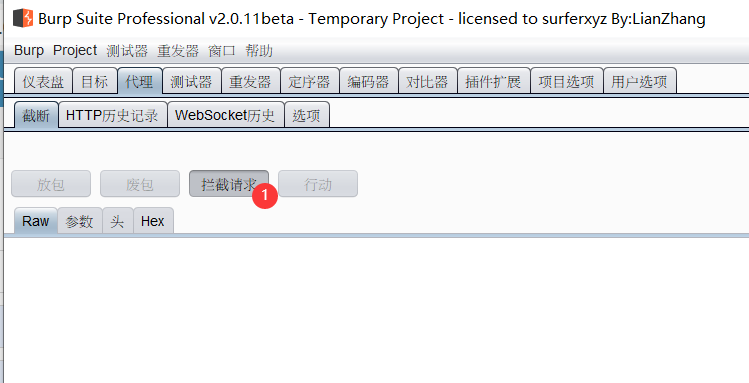 Burp Suite Professional v2.0.11beta - Temporary Project - licensed to surferxyz By:LianZhang
Burp Project 测试器 重发器 窗口 帮助
仪表盘 目标 代理 测试器 重发器 定序器 编码器 对比器 插件扩展 项目选项 用户选项
截断 HTTP历史记录 WebSocket历史 选项
放包 废包 拦截请求 行动
1
Raw 参数 头 Hex